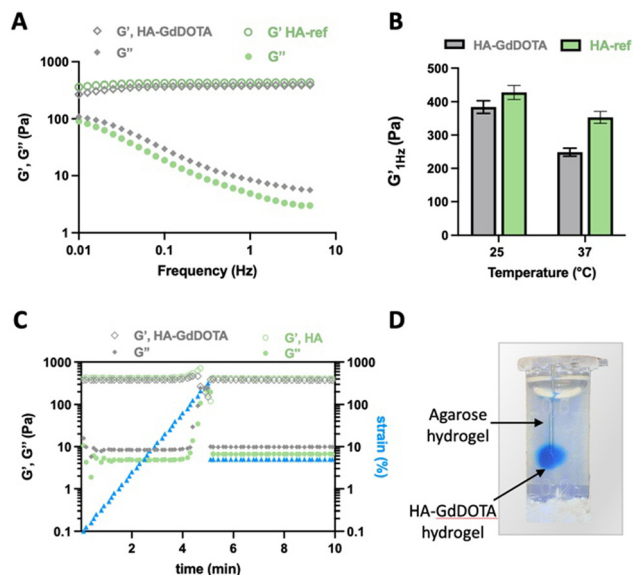 A
G’, HA-GdDOTA
G’ HA-ref
G’’
G’’
1000
100
10
1
G’, G’’ (Pa)
0.01
0.1
1
10
Frequency (Hz)
B
HA-GdDOTA
HA-ref
500
400
300
200
100
0
G’1Hz
(Pa)
25
37
Temperature (°C)
C
G’, HA-GdDOTA
G’, HA
G’’
G’’
1000
100
10
1
0.1
G’, G’’ (Pa)
1000
100
10
1
0.1
strain (%)
2
4
6
8
10
time (min)
D
Agarose
hydrogel
HA-GdDOTA
hydrogel